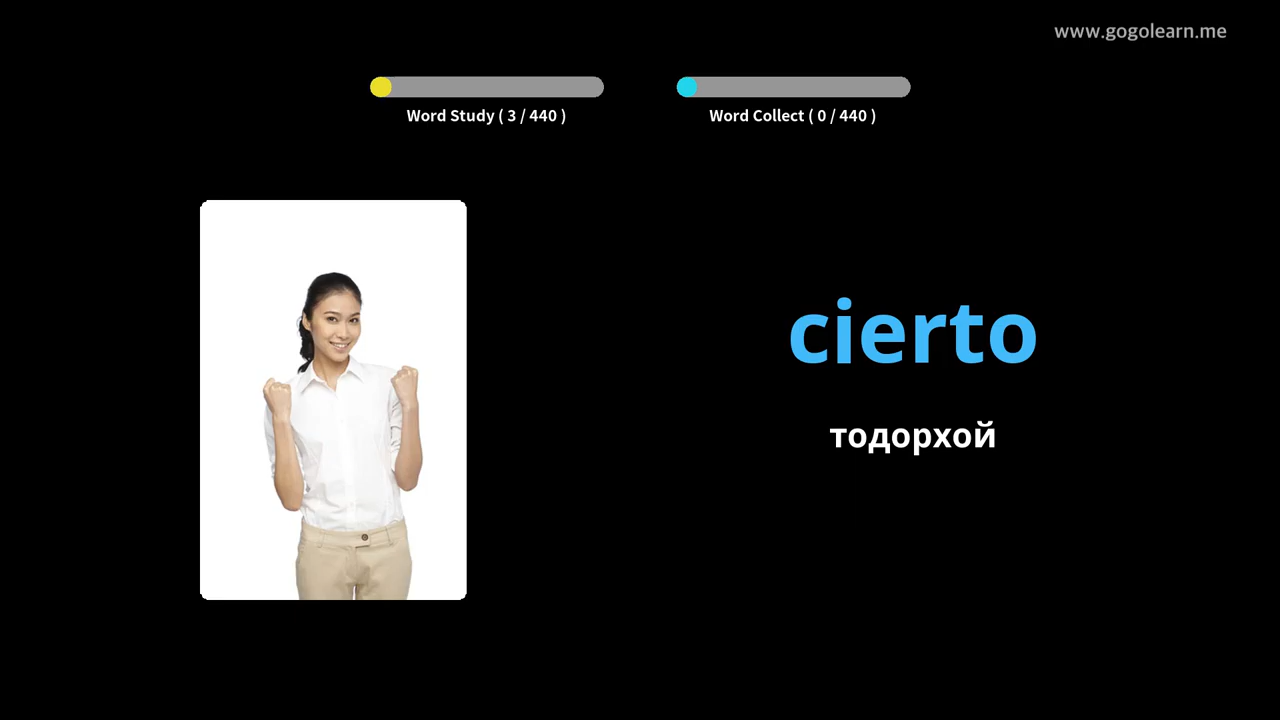 www.gogolearn.me
Word Study ( 3 / 440 )
Word Collect ( 0 / 440 )
cierto
тодорхой